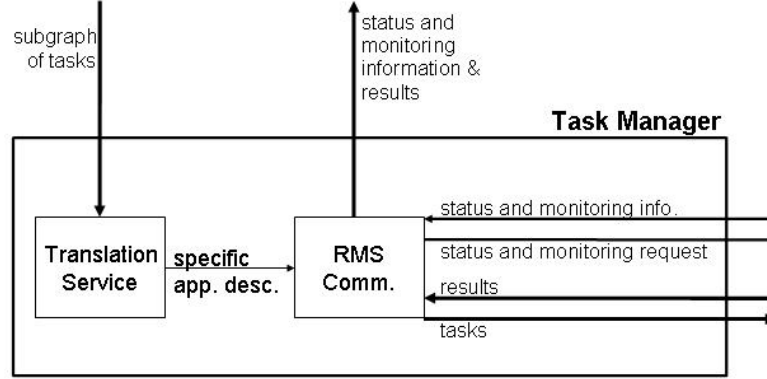 subgraph
of tasks
status and
monitoring
information &
results
Task Manager
Translation
Service
specific
app. desc.
RMS
Comm.
status and monitoring info.
status and monitoring request
results
tasks